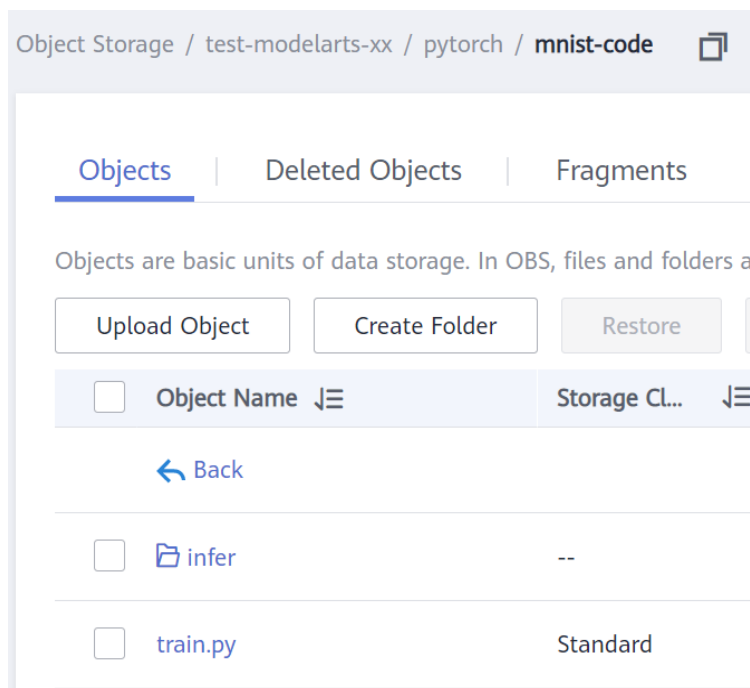 Object Storage / test-modelarts-xx / pytorch / mnist-code
Objects Deleted Objects Fragments
Objects are basic units of data storage. In OBS, files and folders a
Upload Object Create Folder Restore
Object Name Storage Cl...
Back
infer --
train.py Standard